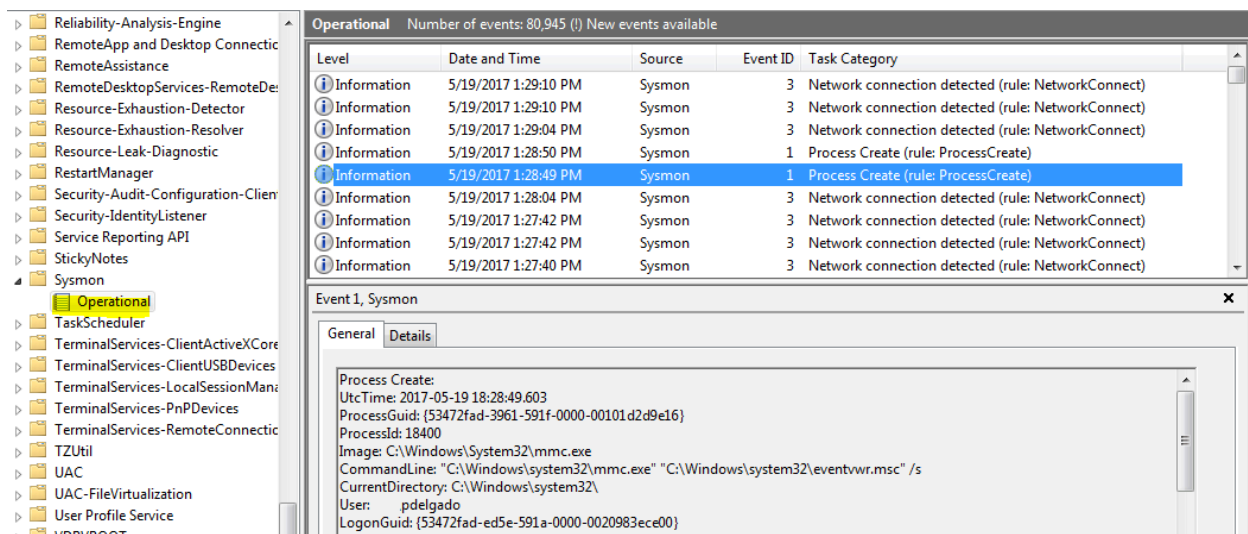 Reliability-Analysis-Engine
RemoteApp and Desktop Connectic
RemoteAssistance
RemoteDesktopServices-RemoteDe
Resource-Exhaustion-Detector
Resource-Exhaustion-Resolver
Resource-Leak-Diagnostic
RestartManager
Security-Audit-Configuration-Clien
Security-IdentityListener
Service Reporting API
StickyNotes
Sysmon
Operational
TaskScheduler
TerminalServices-ClientActiveXCore
TerminalServices-ClientUSBDevices
TerminalServices-LocalSessionMana
TerminalServices-PnPDevices
TerminalServices-RemoteConnectic
TZUtil
UAC
UAC-FileVirtualization
User Profile Service
Operational Number of events: 80,945 (!) New events available
Level Date and Time Source Event ID Task Category
Information 5/19/2017 1:29:10 PM Sysmon 3 Network connection detected (rule: NetworkConnect)
Information 5/19/2017 1:29:10 PM Sysmon 3 Network connection detected (rule: NetworkConnect)
Information 5/19/2017 1:29:04 PM Sysmon 3 Network connection detected (rule: NetworkConnect)
Information 5/19/2017 1:28:50 PM Sysmon 1 Process Create (rule: ProcessCreate)
Information 5/19/2017 1:28:49 PM Sysmon 1 Process Create (rule: ProcessCreate)
Information 5/19/2017 1:28:04 PM Sysmon 3 Network connection detected (rule: NetworkConnect)
Information 5/19/2017 1:27:42 PM Sysmon 3 Network connection detected (rule: NetworkConnect)
Information 5/19/2017 1:27:42 PM Sysmon 3 Network connection detected (rule: NetworkConnect)
Information 5/19/2017 1:27:40 PM Sysmon 3 Network connection detected (rule: NetworkConnect)
Event 1, Sysmon
General Details
Process Create:
UtcTime: 2017-05-19 18:28:49.603
ProcessGuid: {53472fad-3961-591f-0000-00101d2d9e16}
ProcessId: 18400
Image: C:\Windows\System32\mmc.exe
CommandLine: "C:\Windows\system32\mmc.exe" "C:\Windows\system32\eventvwr.msc" /s
CurrentDirectory: C:\Windows\system32\
User: .pdelgado
LogonGuid: {53472fad-ed5e-591a-0000-0020983ece00}